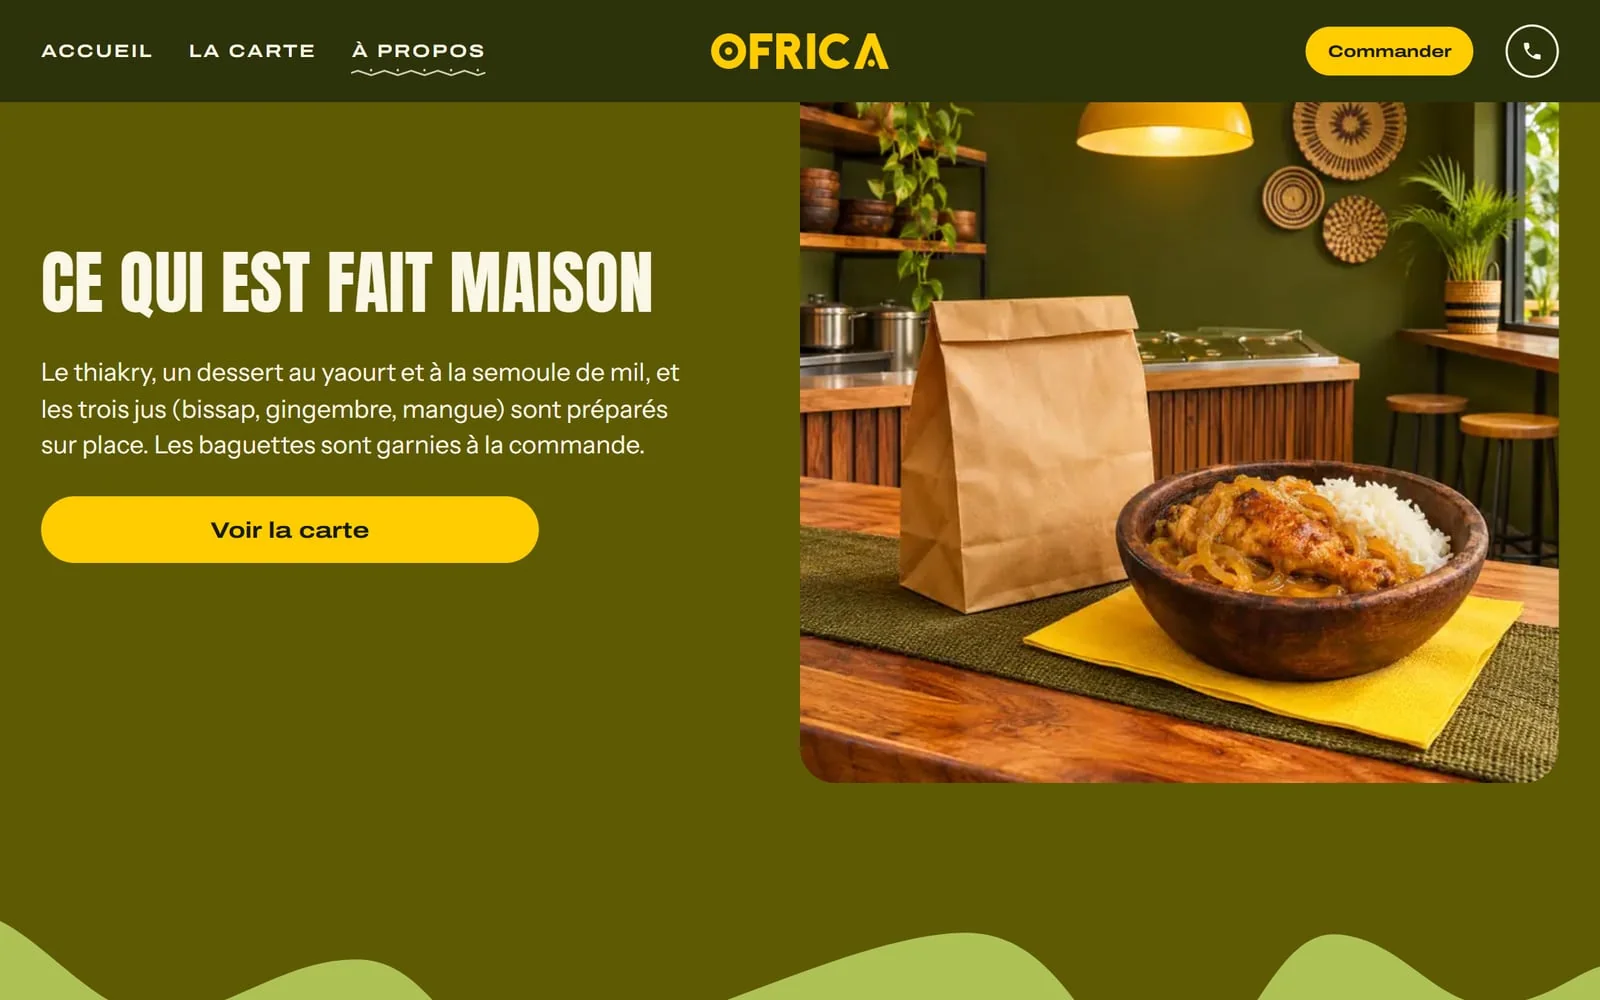 ACCUEIL
LA CARTE
À PROPOS
OFRICA
Commander
CE QUI EST FAIT MAISON
Le thiakry, un dessert au yaourt et à la semoule de mil, et
les trois jus (bissap, gingembre, mangue) sont préparés
sur place. Les baguettes sont garnies à la commande.
Voir la carte